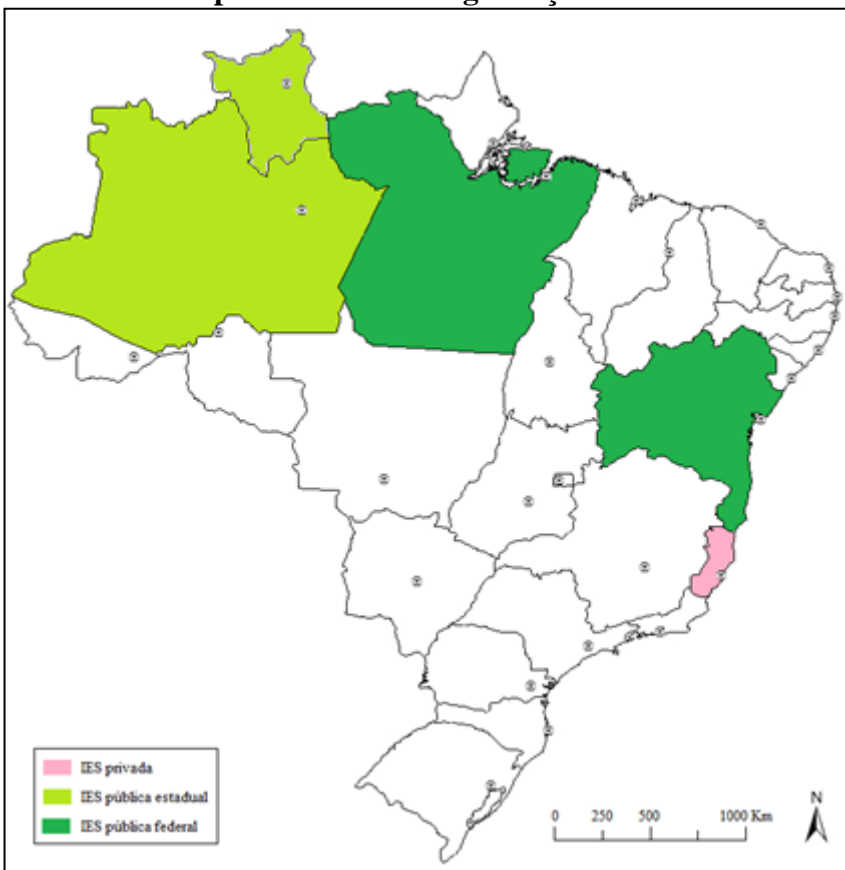 IES privada
IES pública estadual
IES pública federal
0 250 500 1000 Km
N